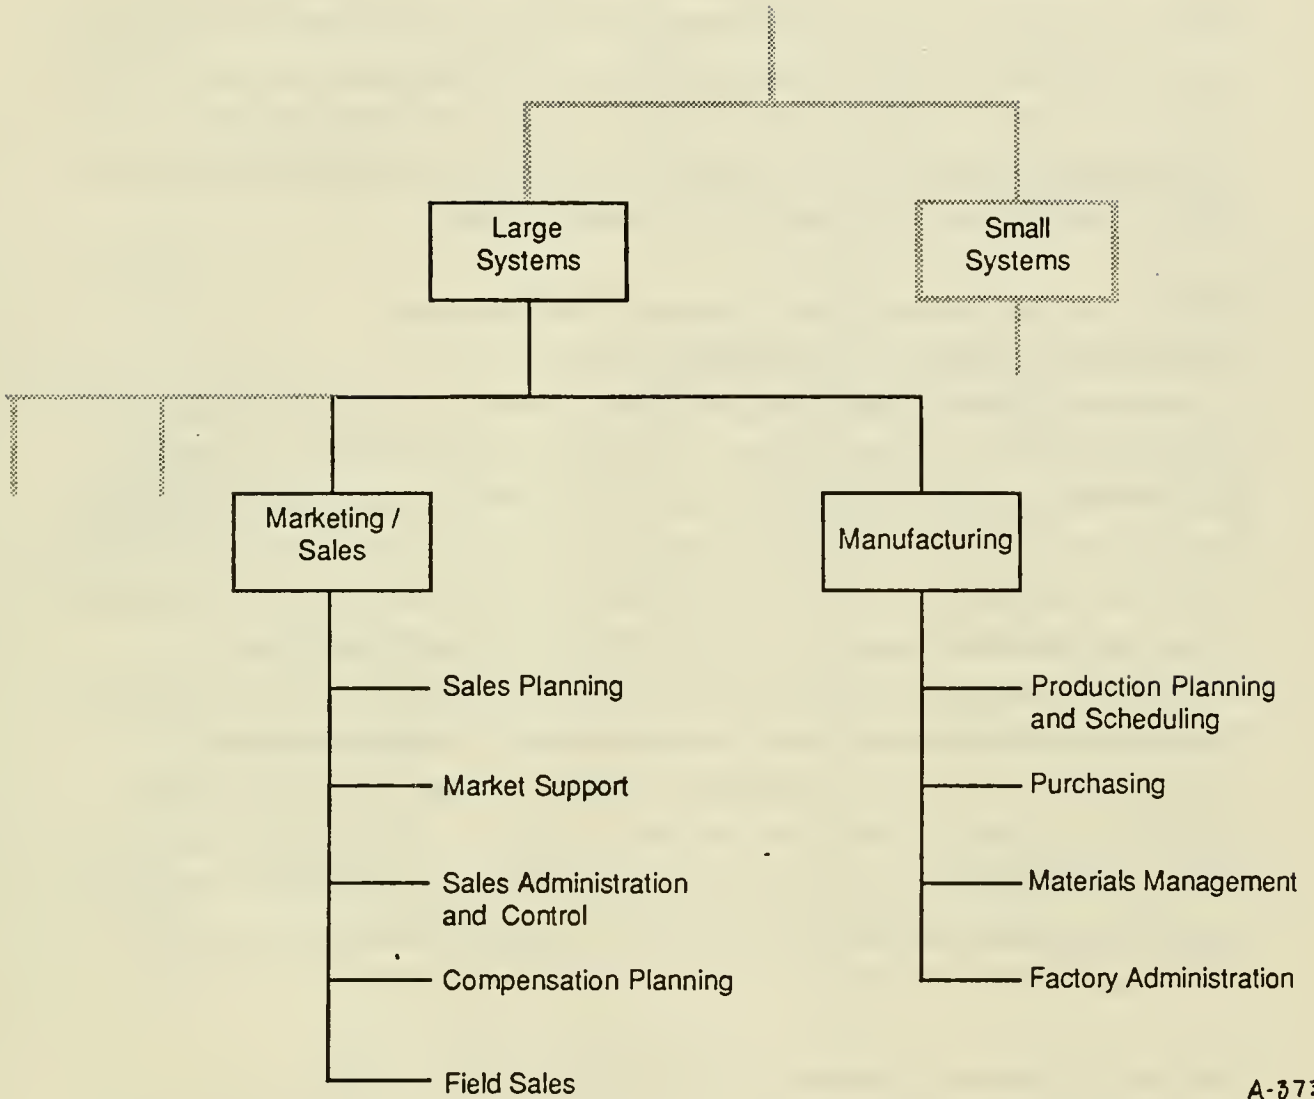 Large
Systems
Small
Systems
Marketing /
Sales
Manufacturing
Sales Planning
Market Support
Sales Administration
and Control
Compensation Planning
Field Sales
Production Planning
and Scheduling
Purchasing
Materials Management
Factory Administration
A-373